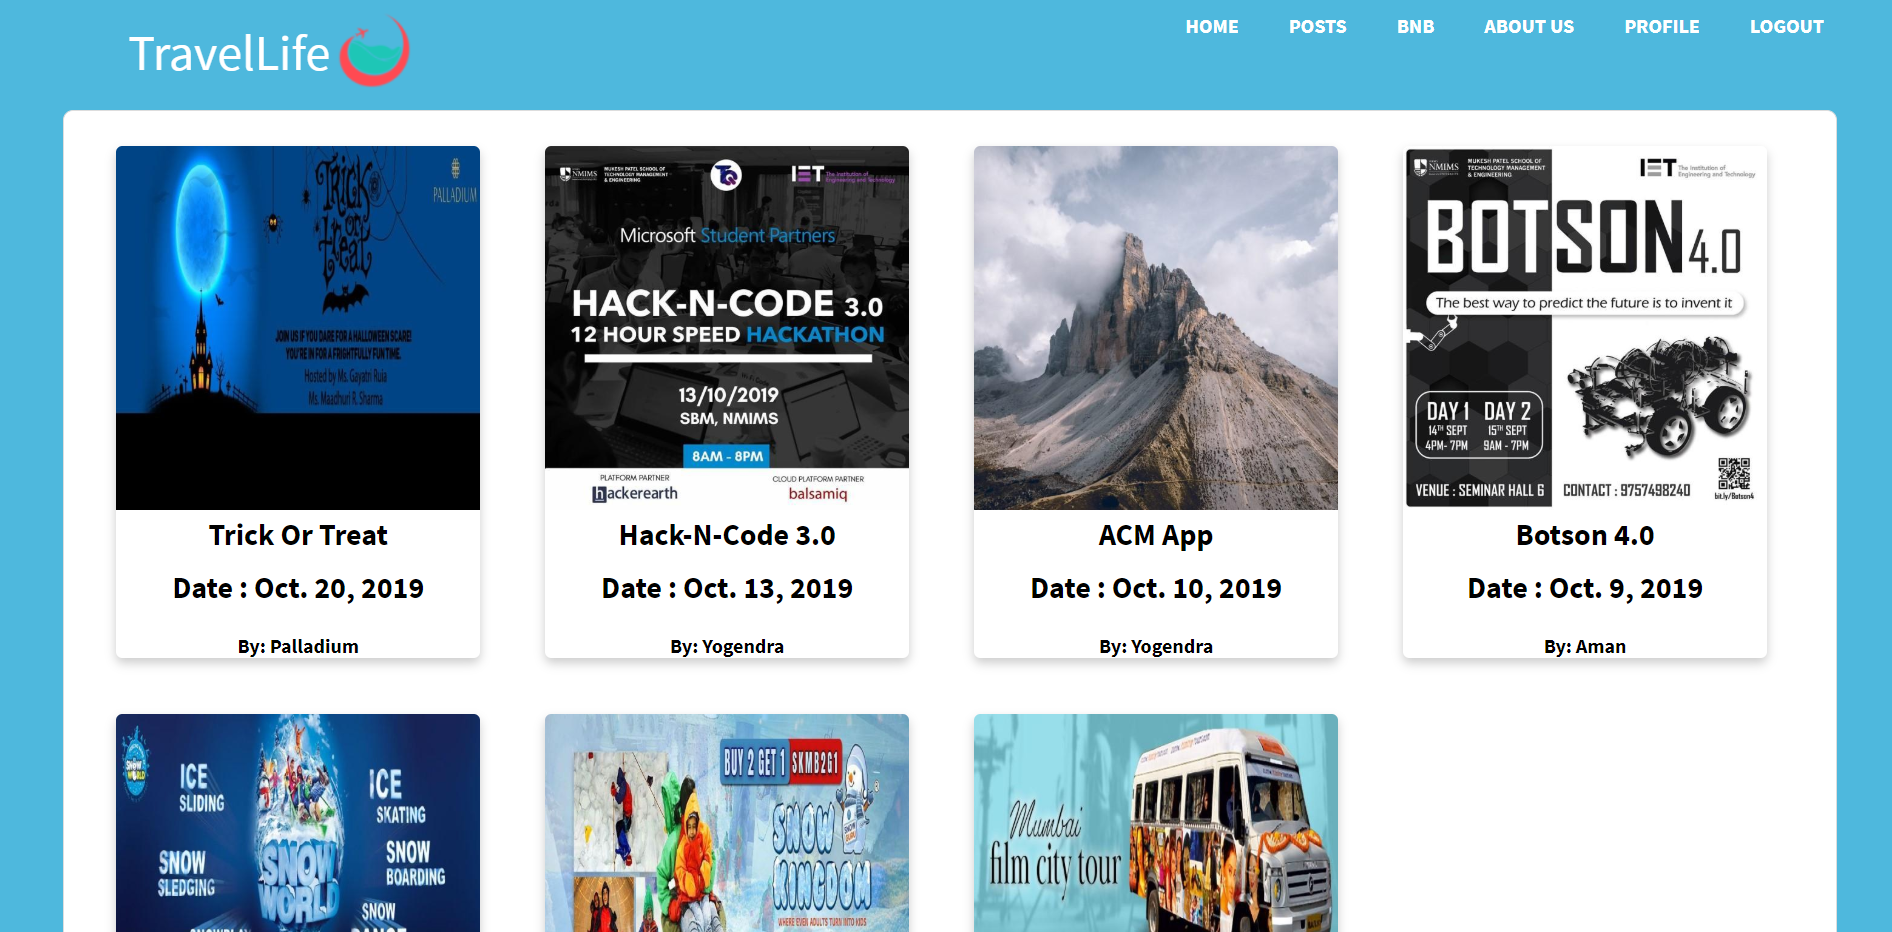 TravelLife
HOME
POSTS
BNB
ABOUT US
PROFILE
LOGOUT
Trick
or
treat
PALLADIUM
JOIN US IF YOU DARE FOR A HALLOWEEN SCARE!
YOU'RE IN FOR A FRIGHTFULLY FUN TIME.
Hosted by Ms. Gayatri Ruia
Ms. Maadhuri R. Sharma
Trick Or Treat
Date : Oct. 20, 2019
By: Palladium
NMIMS
MUKESH PATEL SCHOOL OF
TECHNOLOGY MANAGEMENT
& ENGINEERING
IET
The Institution of
Engineering and Technology
Microsoft Student Partners
HACK-N-CODE 3.0
12 HOUR SPEED HACKATHON
13/10/2019
SBM, NMIMS
8AM - 8PM
PLATFORM PARTNER
hackerearth
CLOUD PLATFORM PARTNER
balsamiq
Hack-N-Code 3.0
Date : Oct. 13, 2019
By: Yogendra
ACM App
Date : Oct. 10, 2019
By: Yogendra
NMIMS
MUKESH PATEL SCHOOL OF
TECHNOLOGY MANAGEMENT
& ENGINEERING
IET
The Institution of
Engineering and Technology
BOTSON 4.0
The best way to predict the future is to invent it
DAY 1 DAY 2
14TH SEPT 15TH SEPT
4PM- 7PM 9AM - 7PM
VENUE : SEMINAR HALL 6
CONTACT : 9757498240
bit.ly/Botson4
Botson 4.0
Date : Oct. 9, 2019
By: Aman
SNOW
WORLD
ICE
SLIDING
ICE
SKATING
SNOW
SLEDGING
SNOW
BOARDING
SNOW
WORLD
SNOW
BUY 2 GET 1 SKMB2G1
SNOW
KINGDOM
WHERE EVEN ADULTS TURN INTO KIDS
Mumbai
film city tour